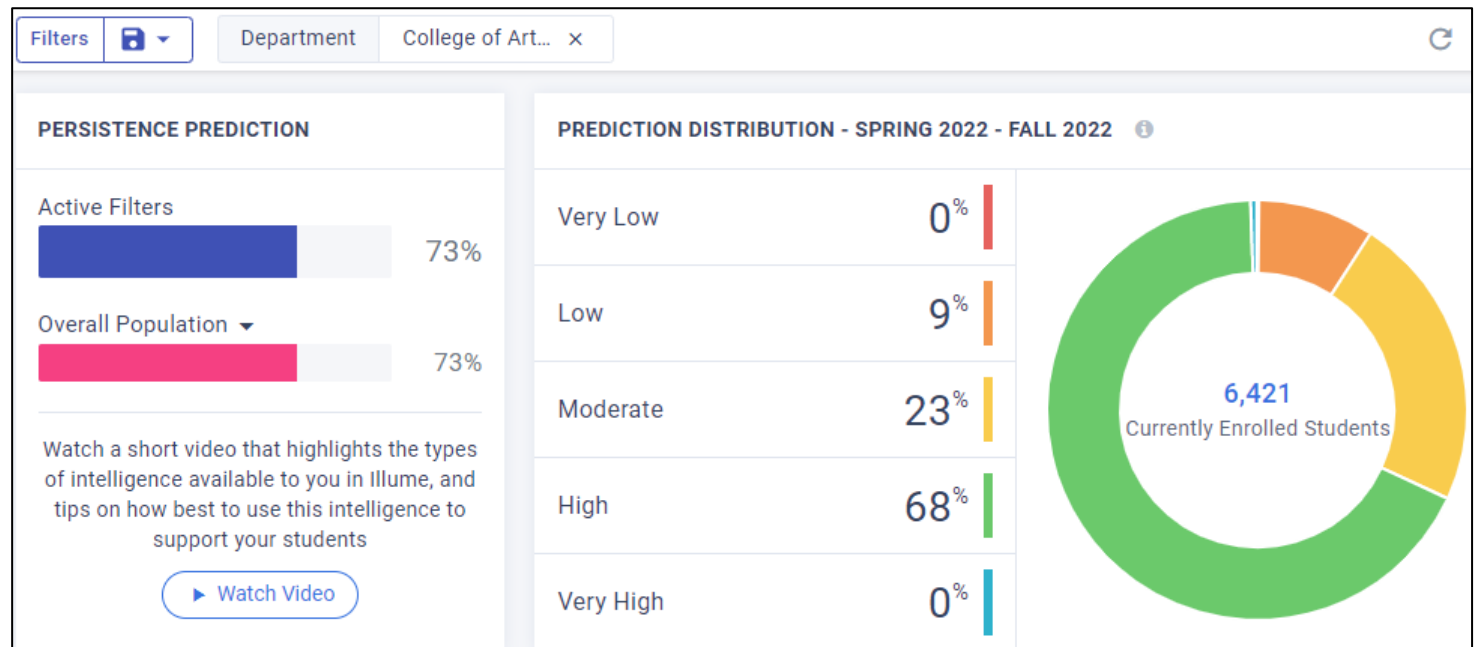 Filters
Department College of Art... ×
PERSISTENCE PREDICTION
Active Filters
73%
Overall Population
73%
Watch a short video that highlights the types
of intelligence available to you in Illume, and
tips on how best to use this intelligence to
support your students
Watch Video
PREDICTION DISTRIBUTION - SPRING 2022 - FALL 2022
Very Low 0%
Low 9%
Moderate 23%
High 68%
Very High 0%
6,421
Currently Enrolled Students